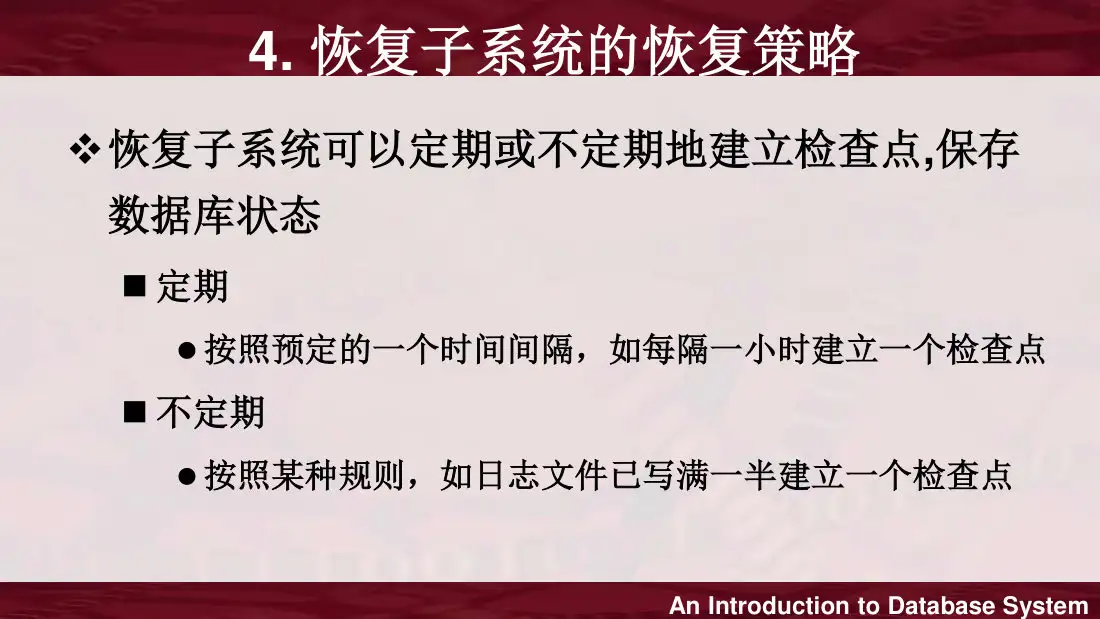 4. 恢复子系统的恢复策略
❖恢复子系统可以定期或不定期地建立检查点,保存
数据库状态
■ 定期
●按照预定的一个时间间隔，如每隔一小时建立一个检查点
■ 不定期
●按照某种规则，如日志文件已写满一半建立一个检查点
An Introduction to Database System